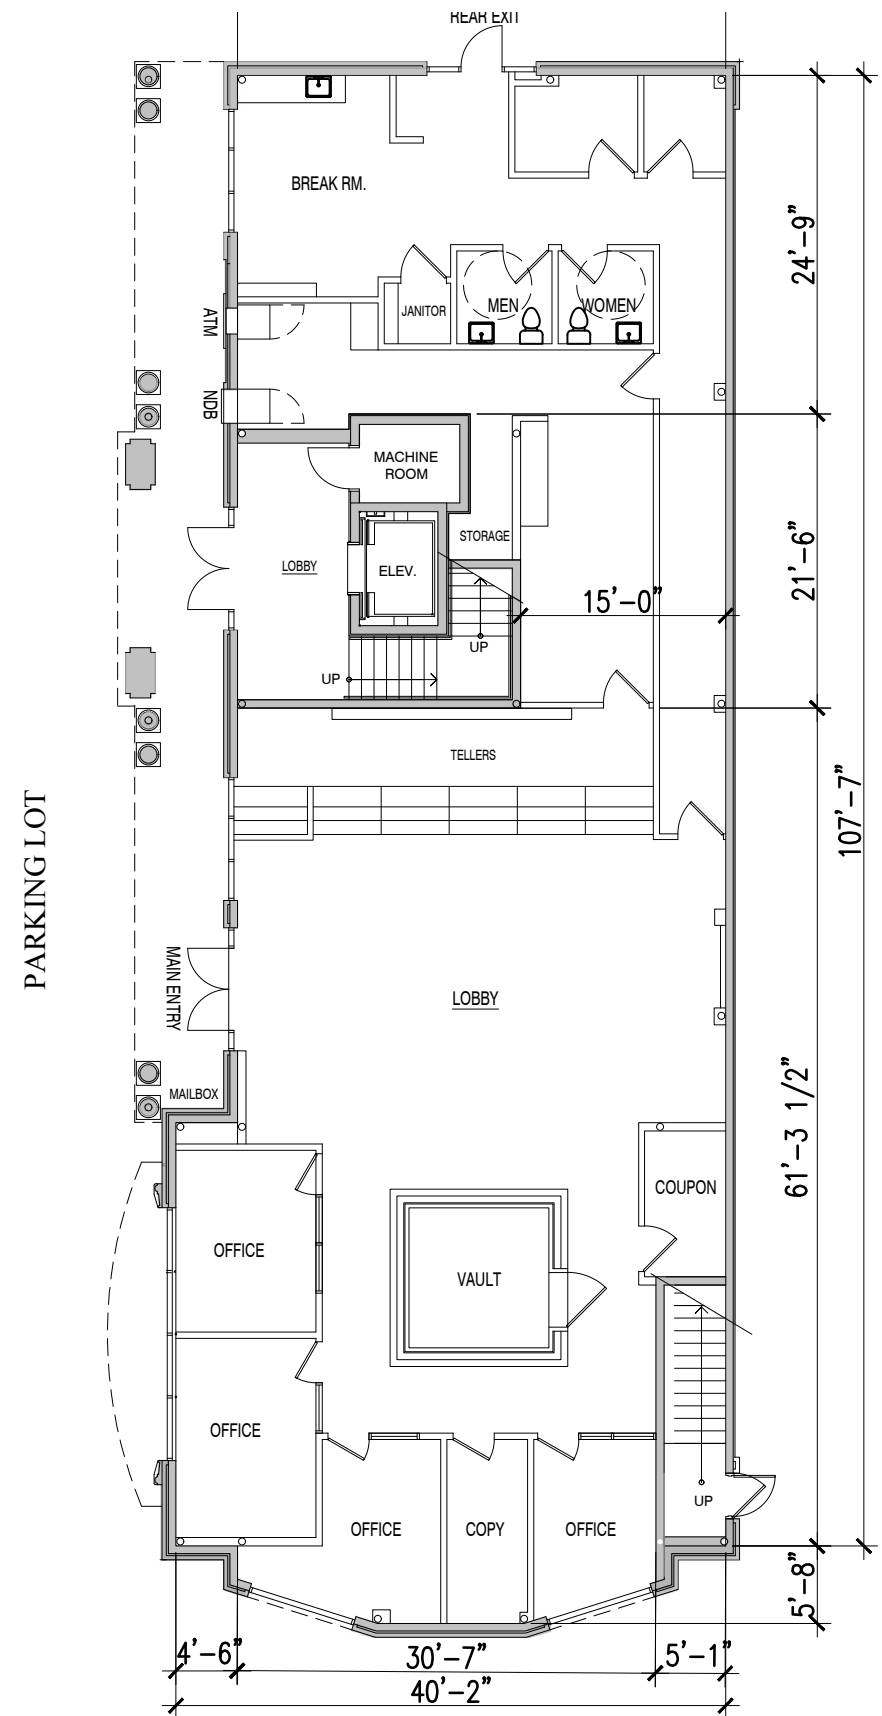 REAR EXIT
BREAK RM.
24'-9"
JANITOR
MEN
WOMEN
ATM
NDB
MACHINE
ROOM
STORAGE
LOBBY
ELEV.
21'-6"
15'-0"
UP
UP
TELLERS
107'-7"
PARKING LOT
MAIN ENTRY
LOBBY
MAILBOX
61'-3 1/2"
COUPON
OFFICE
VAULT
OFFICE
UP
OFFICE
COPY
OFFICE
5'-8"
4'-6"
30'-7"
5'-1"
40'-2"